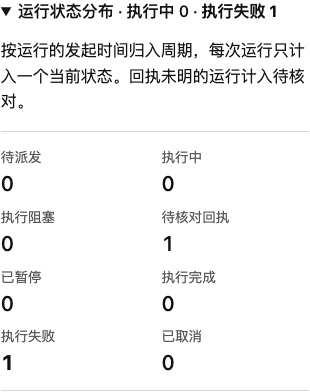 ▼ 运行状态分布 · 执行中 0 · 执行失败 1
按运行的发起时间归入周期，每次运行只计
入一个当前状态。回执未明的运行计入待核
对。
待派发 执行中
0 0
执行阻塞 待核对回执
0 1
已暂停 执行完成
0 0
执行失败 已取消
1 0